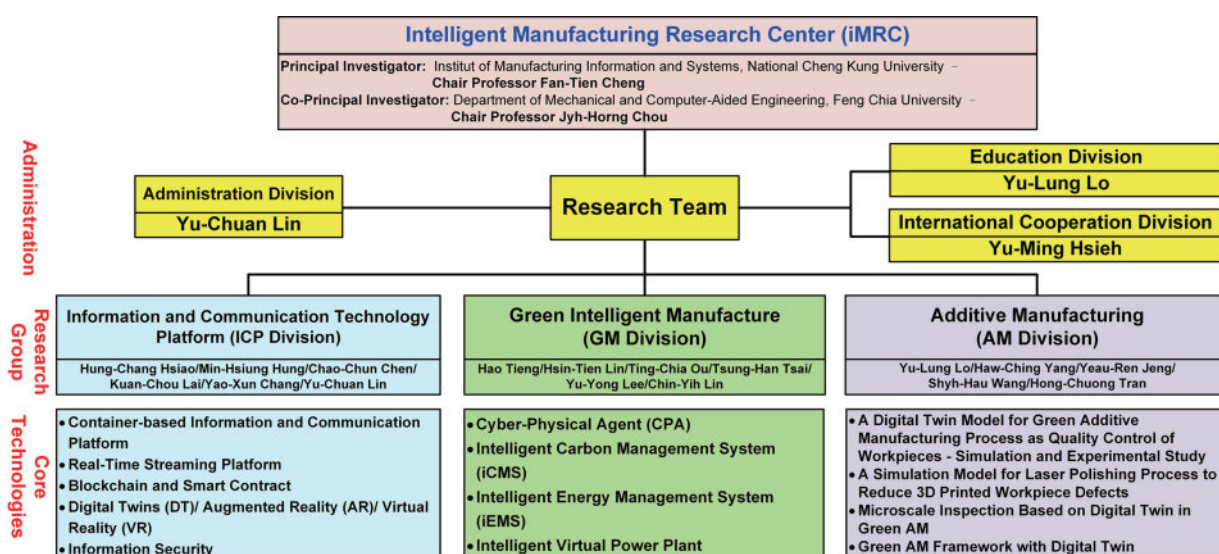 Intelligent Manufacturing Research Center (iMRC)
Principal Investigator: Institut of Manufacturing Information and Systems, National Cheng Kung University -
Chair Professor Fan-Tien Cheng
Co-Principal Investigator: Department of Mechanical and Computer-Aided Engineering, Feng Chia University -
Chair Professor Jyh-Horng Chou
Administration
Administration Division
Yu-Chuan Lin
Research Team
Education Division
Yu-Lung Lo
International Cooperation Division
Yu-Ming Hsieh
Research
Group
Information and Communication Technology
Platform (ICP Division)
Hung-Chang Hsiao/Min-Hsiung Hung/Chao-Chun Chen/
Kuan-Chou Lai/Yao-Xun Chang/Yu-Chuan Lin
Green Intelligent Manufacture
(GM Division)
Hao Tieng/Hsin-Tien Lin/Ting-Chia Ou/Tsung-Han Tsai/
Yu-Yong Lee/Chin-Yih Lin
Additive Manufacturing
(AM Division)
Yu-Lung Lo/Haw-Ching Yang/Yeau-Ren Jeng/
Shyh-Hau Wang/Hong-Chuong Tran
Core
Technologies
• Container-based Information and Communication
Platform
• Real-Time Streaming Platform
• Blockchain and Smart Contract
• Digital Twins (DT)/ Augmented Reality (AR)/ Virtual
Reality (VR)
• Information Security
• Cyber-Physical Agent (CPA)
• Intelligent Carbon Management System
(iCMS)
• Intelligent Energy Management System
(iEMS)
• Intelligent Virtual Power Plant
• A Digital Twin Model for Green Additive
Manufacturing Process as Quality Control of
Workpieces - Simulation and Experimental Study
• A Simulation Model for Laser Polishing Process to
Reduce 3D Printed Workpiece Defects
• Microscale Inspection Based on Digital Twin in
Green AM
• Green AM Framework with Digital Twin